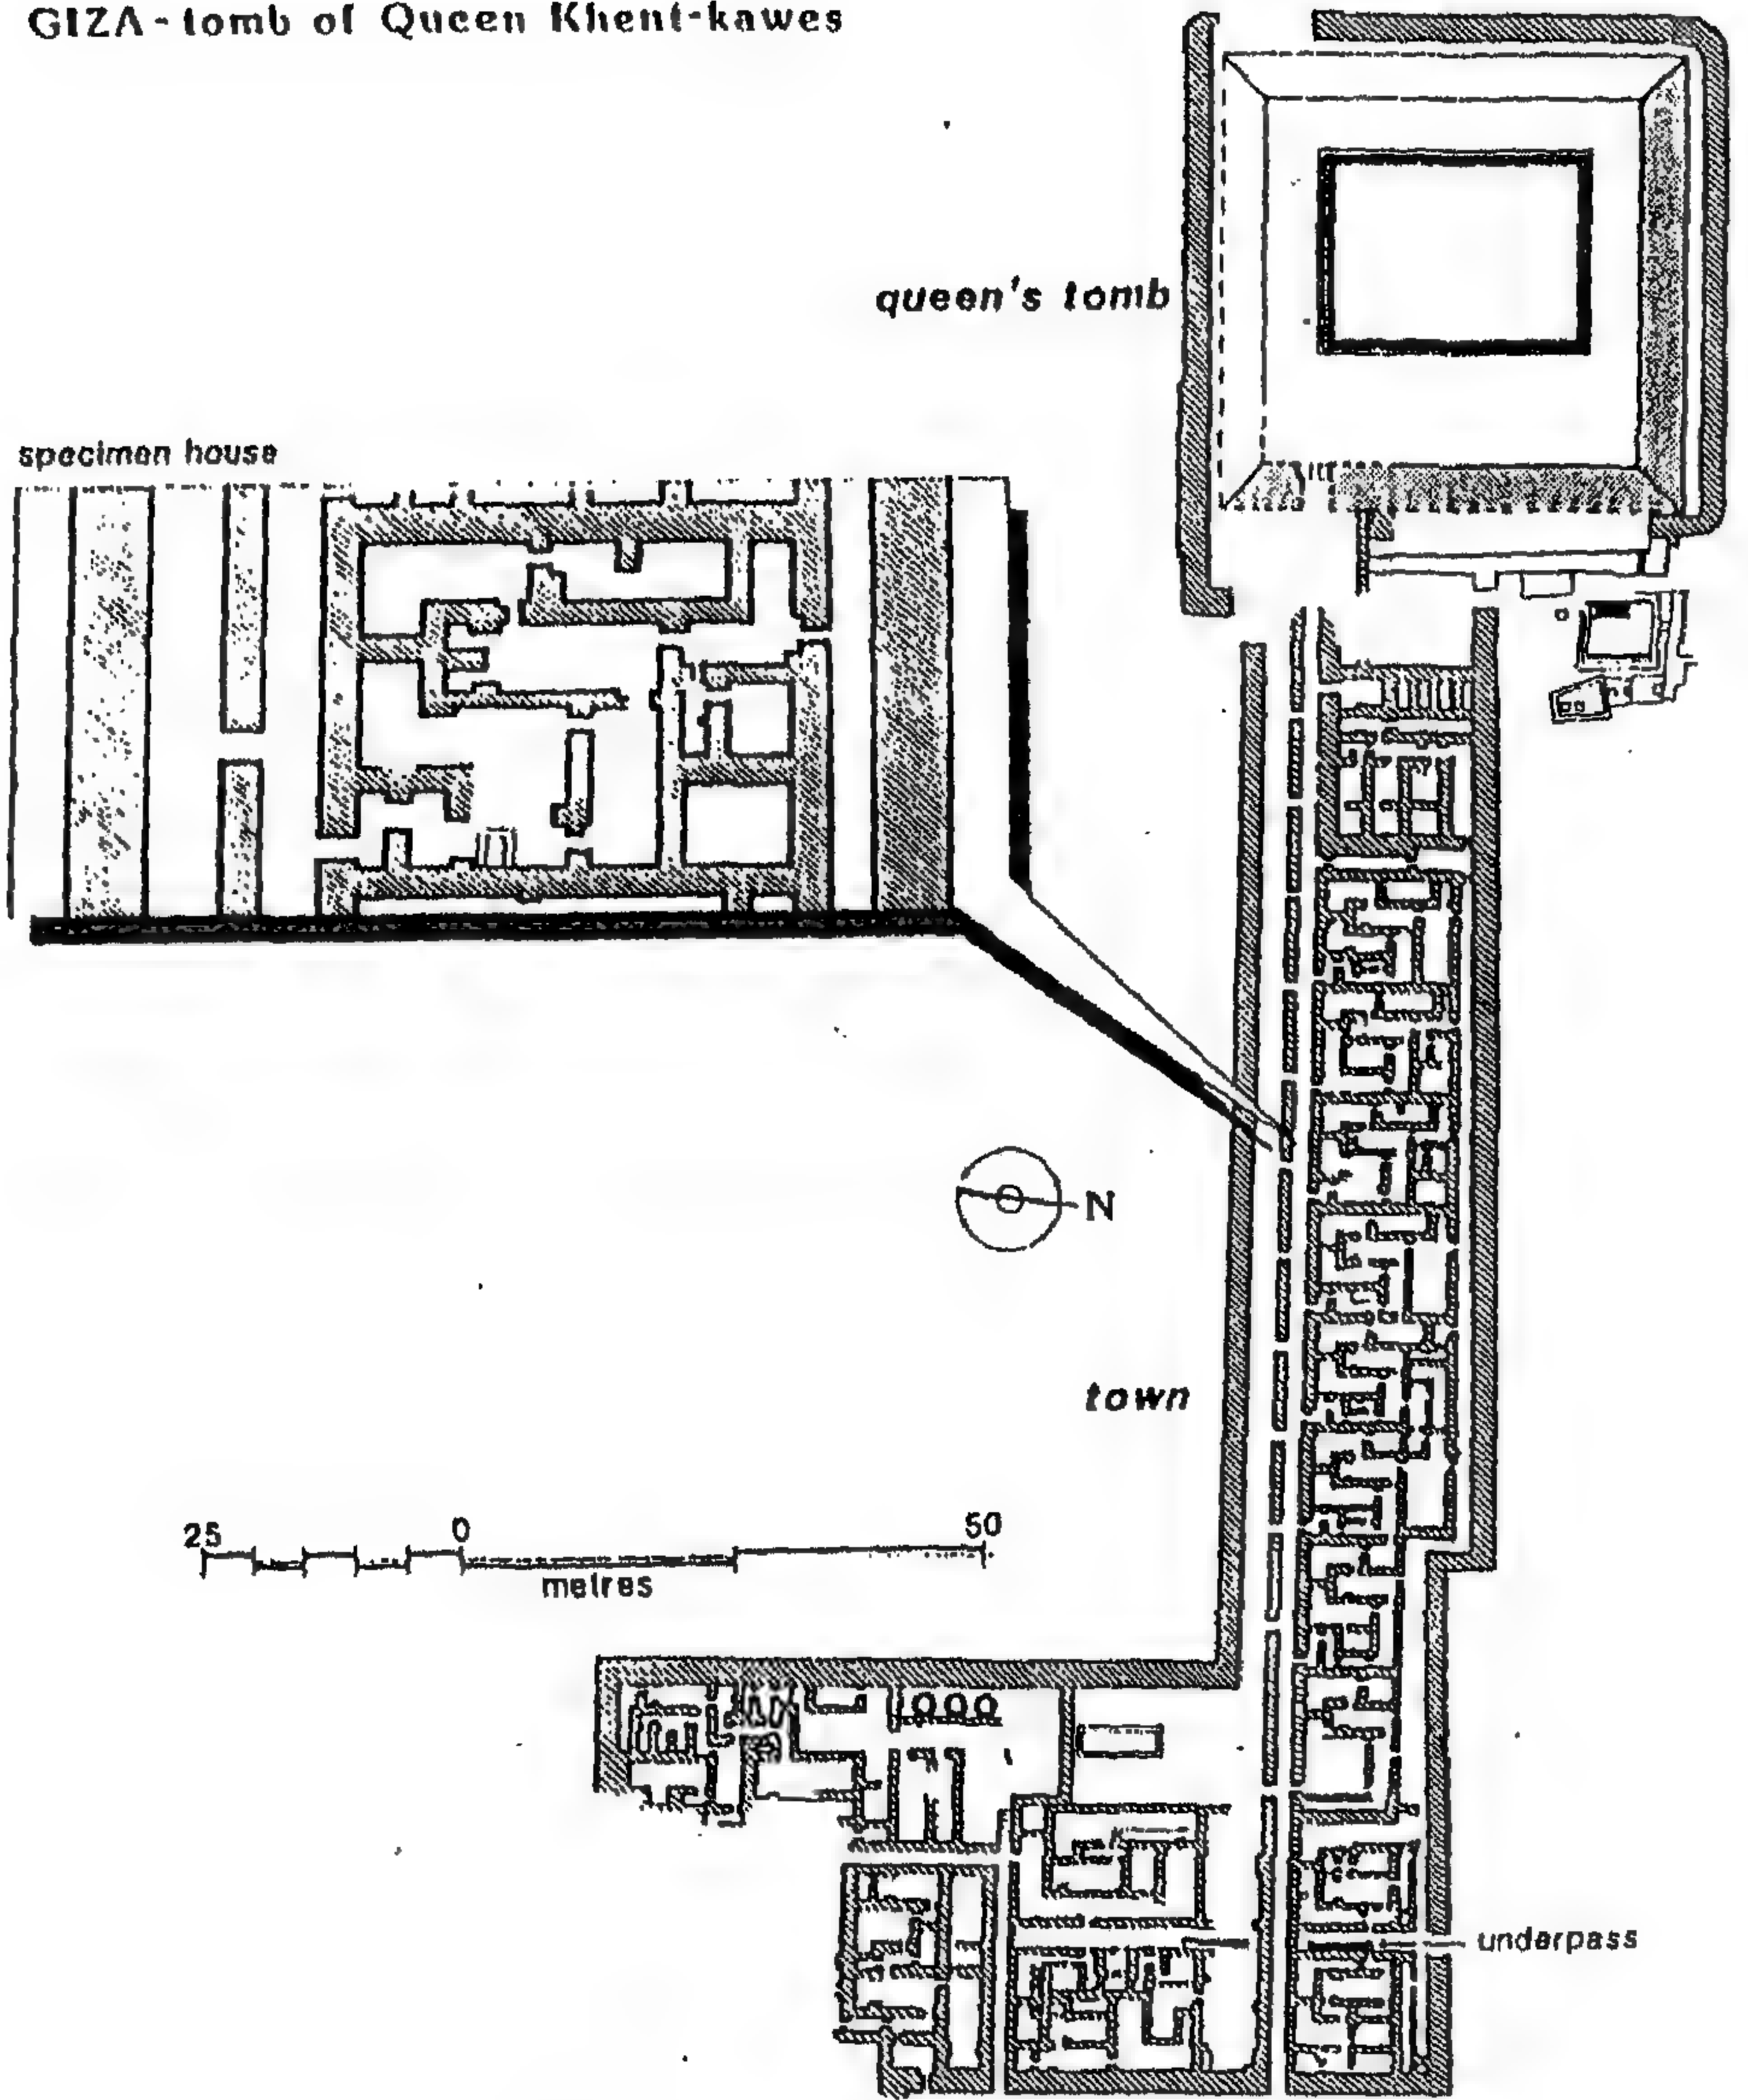 GIZA - tomb of Queen Khent-kawes
queen's tomb
specimen house
N
town
25 0 50
metres
underpass